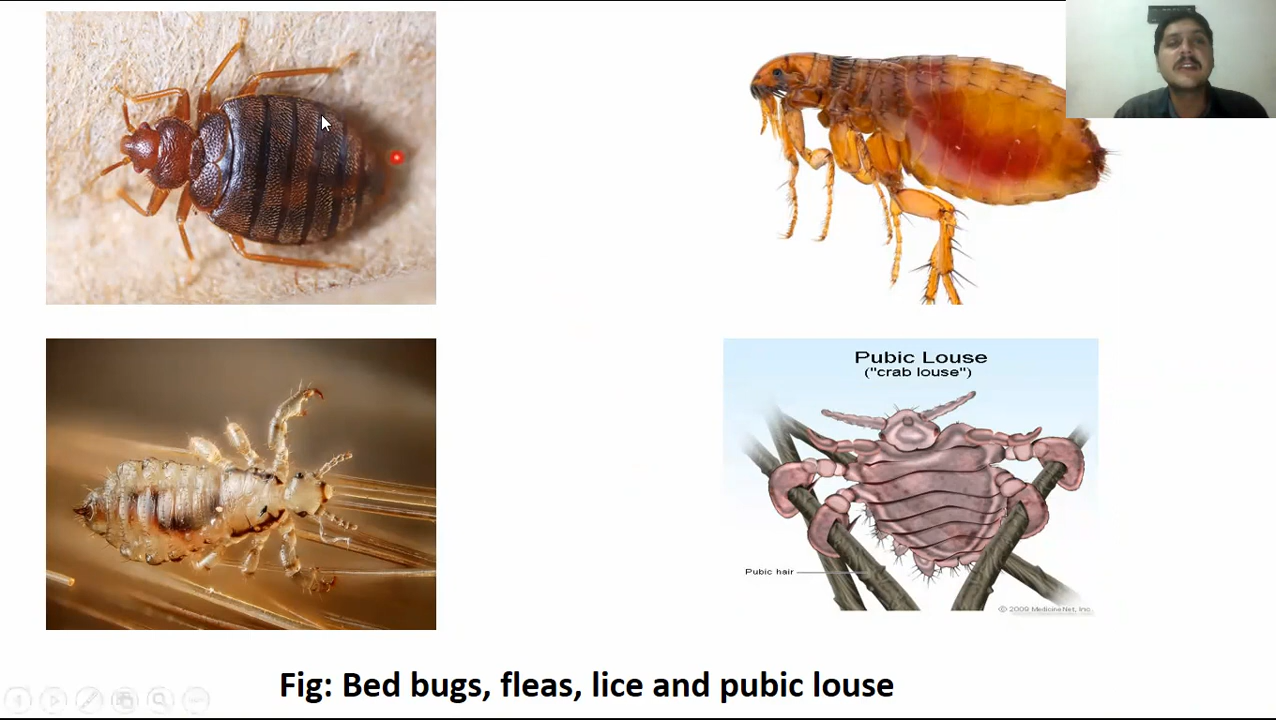 Pubic Louse
("crab louse")
Pubic hair
© 2009 MedicineNet, Inc.
Fig: Bed bugs, fleas, lice and pubic louse